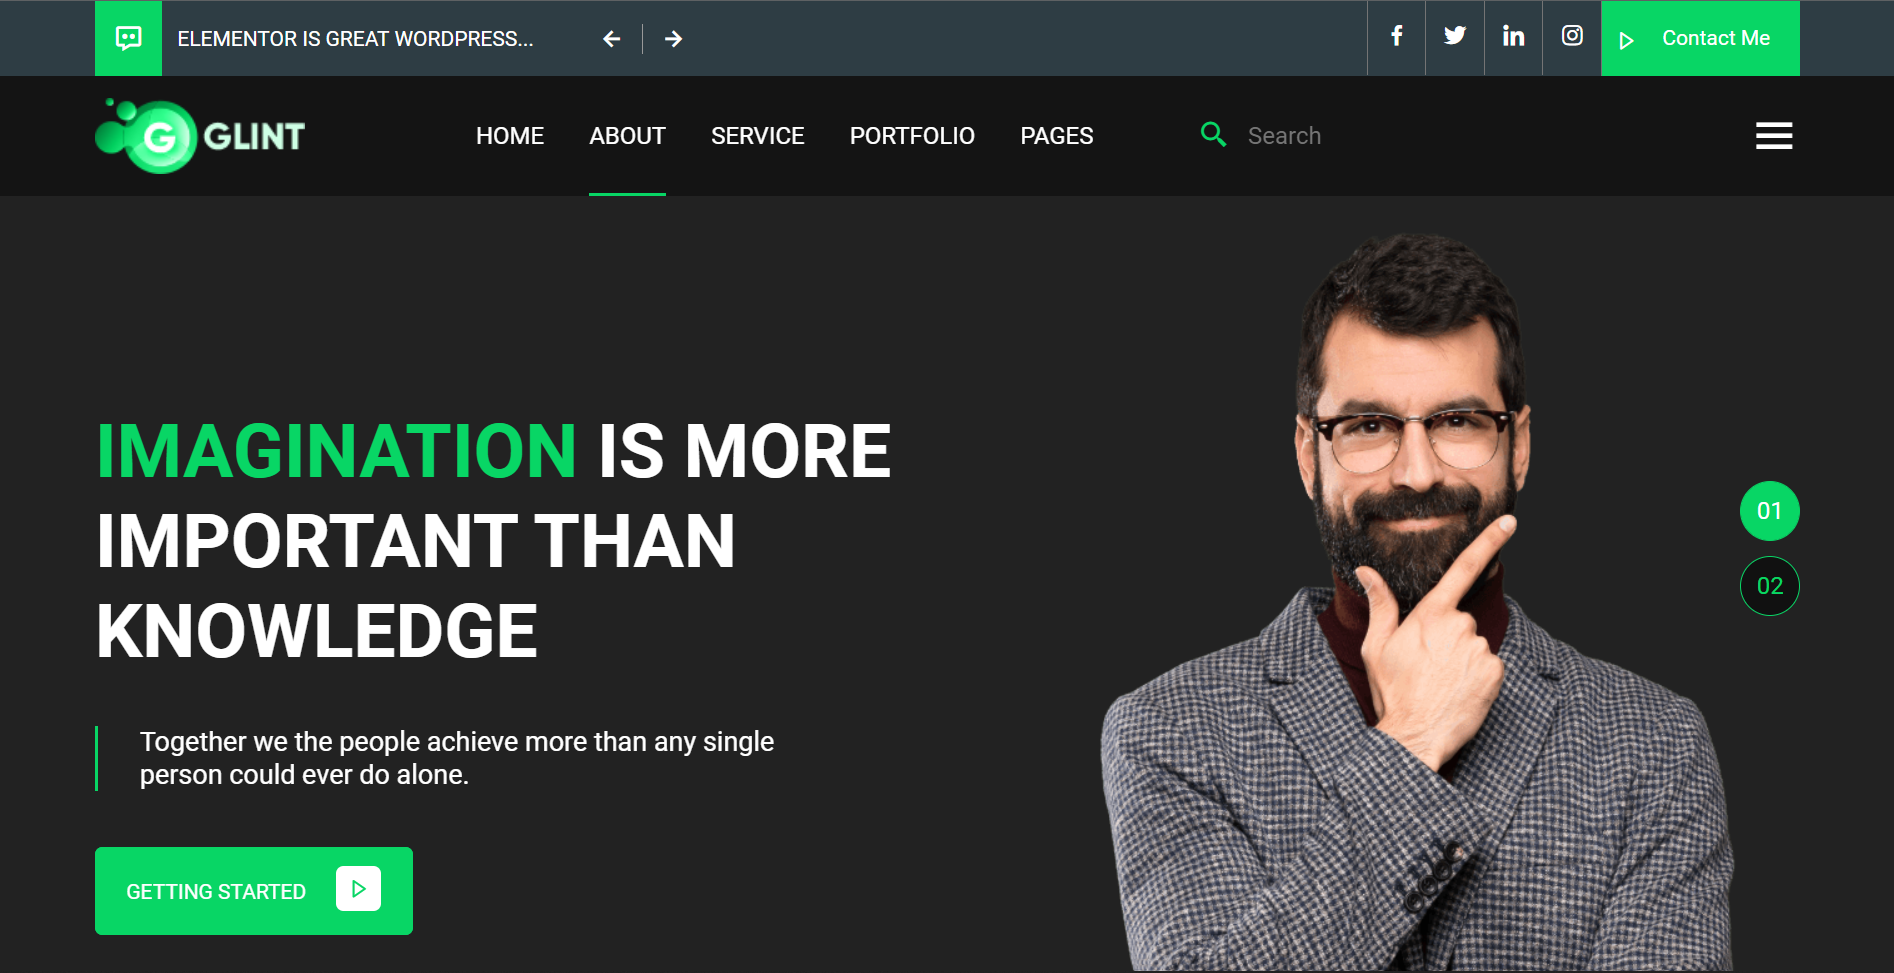 ELEMENTOR IS GREAT WORDPRESS...
Contact Me
G GLINT
HOME ABOUT SERVICE PORTFOLIO PAGES
Search
IMAGINATION IS MORE
IMPORTANT THAN
KNOWLEDGE
01
02
Together we the people achieve more than any single
person could ever do alone.
GETTING STARTED